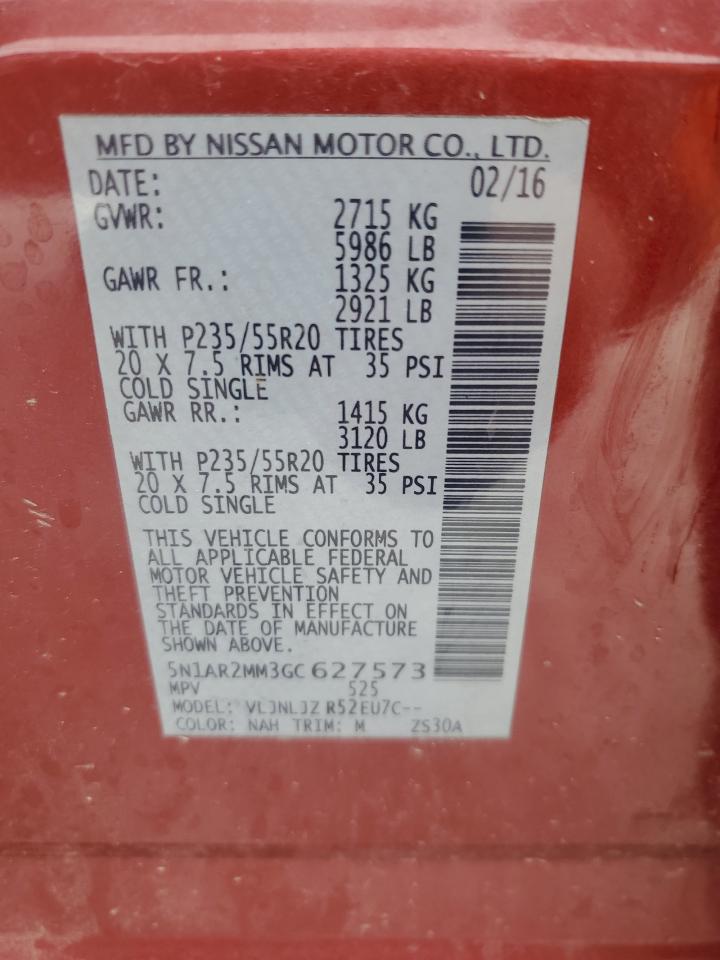 MFD BY NISSAN MOTOR CO., LTD.
DATE: 02/16
GVWR: 2715 KG
5986 LB
GAWR FR.: 1325 KG
2921 LB
WITH P235/55R20 TIRES
20 X 7.5 RIMS AT 35 PSI
COLD SINGLE
GAWR RR.: 1415 KG
3120 LB
WITH P235/55R20 TIRES
20 X 7.5 RIMS AT 35 PSI
COLD SINGLE
THIS VEHICLE CONFORMS TO
ALL APPLICABLE FEDERAL
MOTOR VEHICLE SAFETY AND
THEFT PREVENTION
STANDARDS IN EFFECT ON
THE DATE OF MANUFACTURE
SHOWN ABOVE.
5N1AR2MM3GC 627573
MPV 525
MODEL: VLJNLJZ R52EU7C--
COLOR: NAH TRIM: M ZS30A